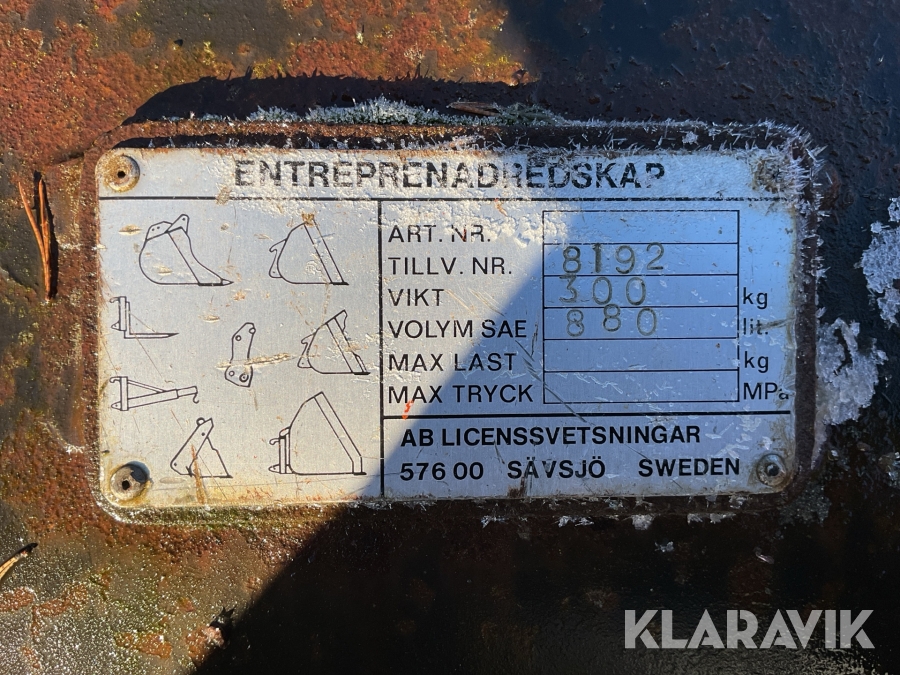 ENTREPRENADREDSKAP
ART. NR.
TILLV. NR. 8192
VIKT 300 kg
VOLYM SAE 880 lit.
MAX LAST kg
MAX TRYCK MPa
AB LICENSSVETSNINGAR
576 00 SÄVSJÖ SWEDEN
KLARAVIK